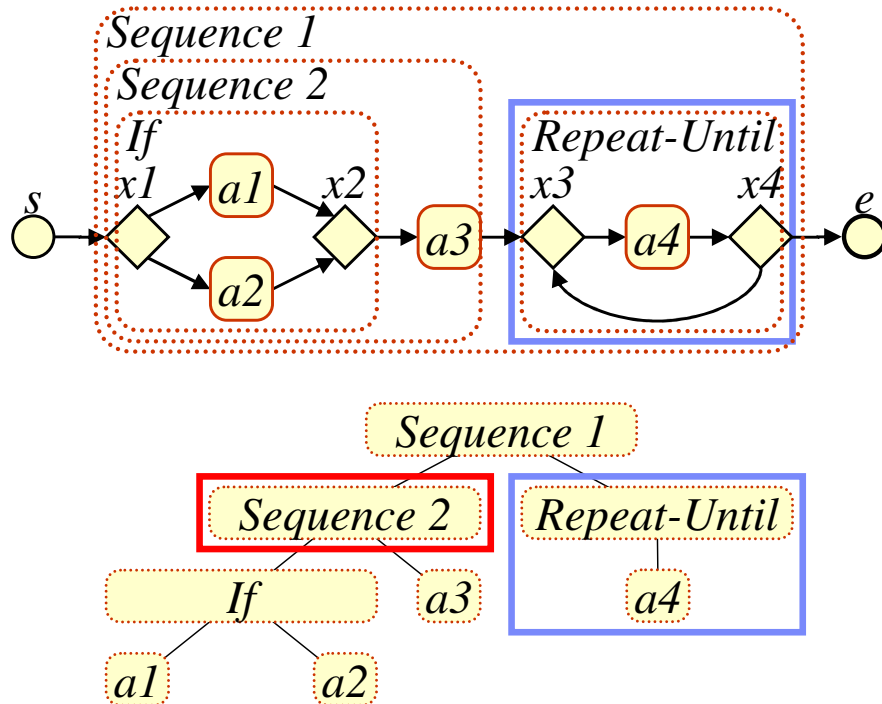 Sequence 1
Sequence 2
If
Repeat-Until
s
x1
a1
x2
x3
x4
e
a3
a4
a2
Sequence 1
Sequence 2
Repeat-Until
If
a3
a4
a1
a2